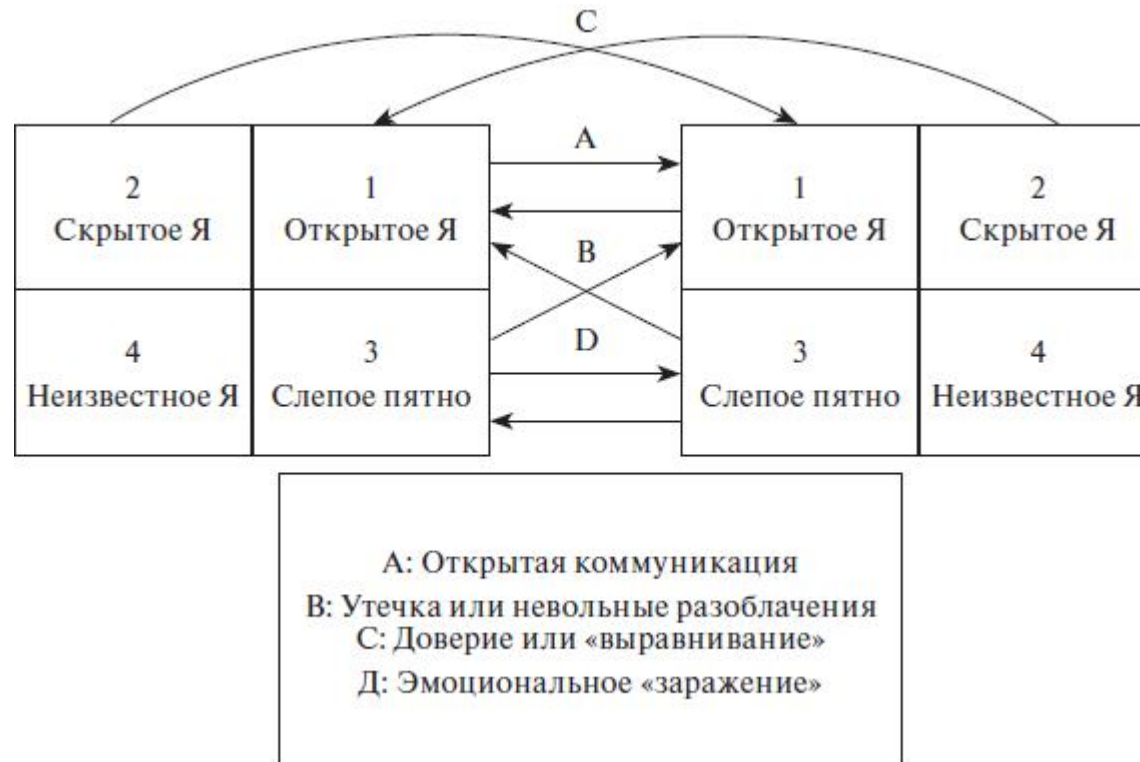 C
A
2
Скрытое Я
1
Открытое Я
1
Открытое Я
2
Скрытое Я
B
D
4
Неизвестное Я
3
Слепое пятно
3
Слепое пятно
4
Неизвестное Я
А: Открытая коммуникация
В: Утечка или невольные разоблачения
С: Доверие или «выравнивание»
Д: Эмоциональное «заражение»